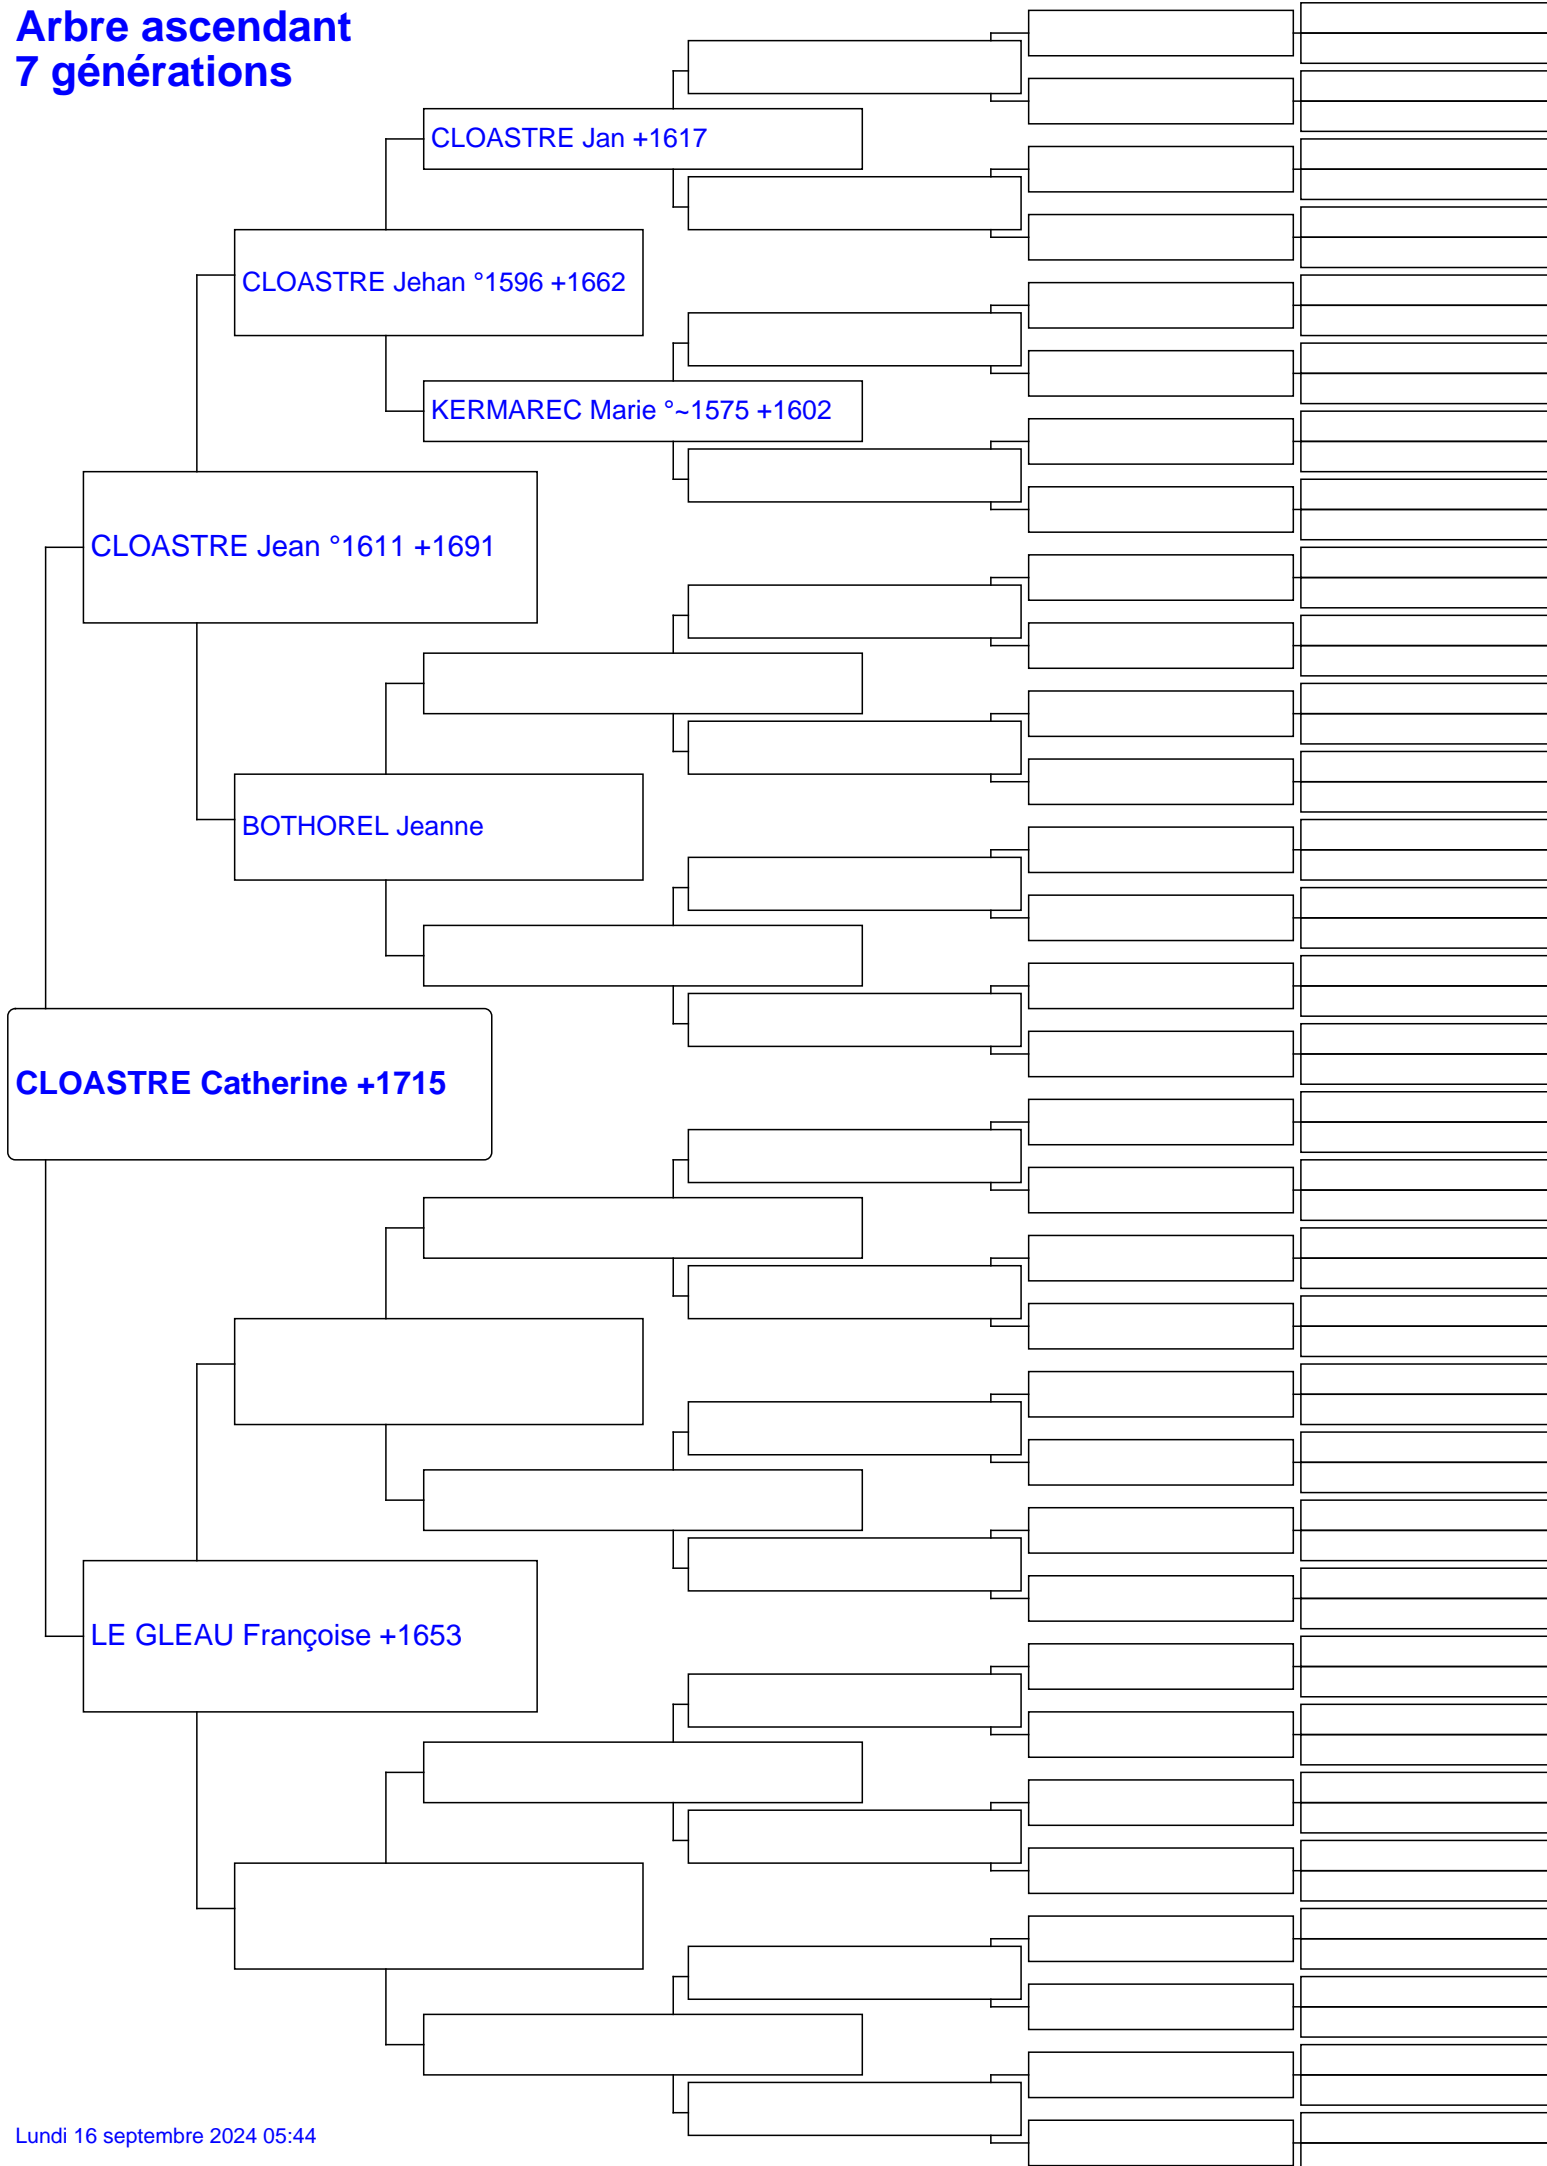 Arbre ascendant
7 générations
CLOASTRE Jan +1617
CLOASTRE Jehan °1596 +1662
KERMAREC Marie °~1575 +1602
CLOASTRE Jean °1611 +1691
BOTHOREL Jeanne
CLOASTRE Catherine +1715
LE GLEAU Françoise +1653
Lundi 16 septembre 2024 05:44